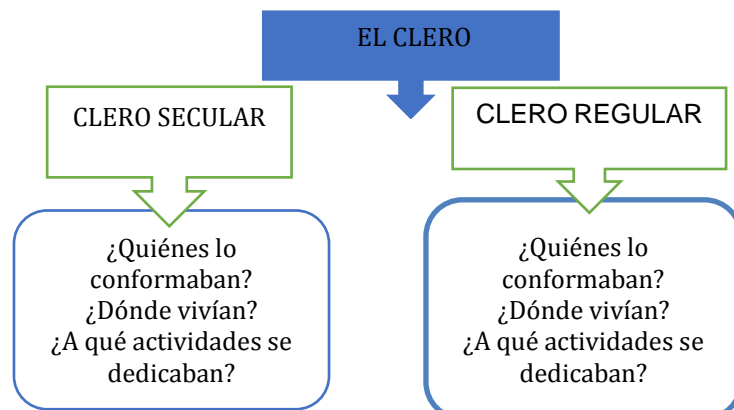 EL CLERO
CLERO SECULAR
¿Quiénes lo
conformaban?
¿Dónde vivían?
¿A qué actividades se
dedicaban?
CLERO REGULAR
¿Quiénes lo
conformaban?
¿Dónde vivían?
¿A qué actividades se
dedicaban?